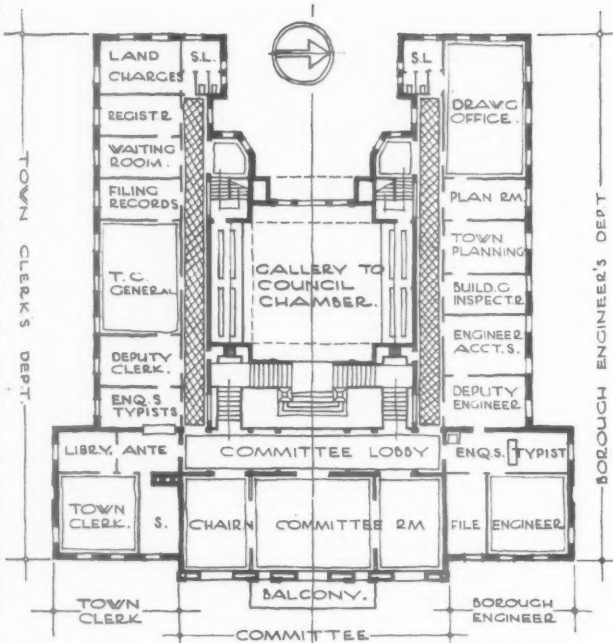 LAND
CHARGES
S.L.
S.L.
DRAWG
OFFICE.
REGISTR
WAITING
ROOM.
FILING
RECORDS
PLAN RM.
TOWN
PLANNING
T. C.
GENERAL
GALLERY TO
COUNCIL
CHAMBER.
BUILD.G
INSPECTR
ENGINEER
ACCT.S.
DEPUTY
CLERK.
DEPUTY
ENGINEER
ENQ.S
TYPISTS
TOWN CLERK'S DEPT.
BOROUGH ENGINEER'S DEPT
LIBRY. ANTE
COMMITTEE LOBBY
ENQ.S. TYPIST
TOWN
CLERK.
S.
CHAIRN
COMMITTEE RM
FILE
ENGINEER
BALCONY.
TOWN
CLERK
COMMITTEE
BOROUGH
ENGINEER